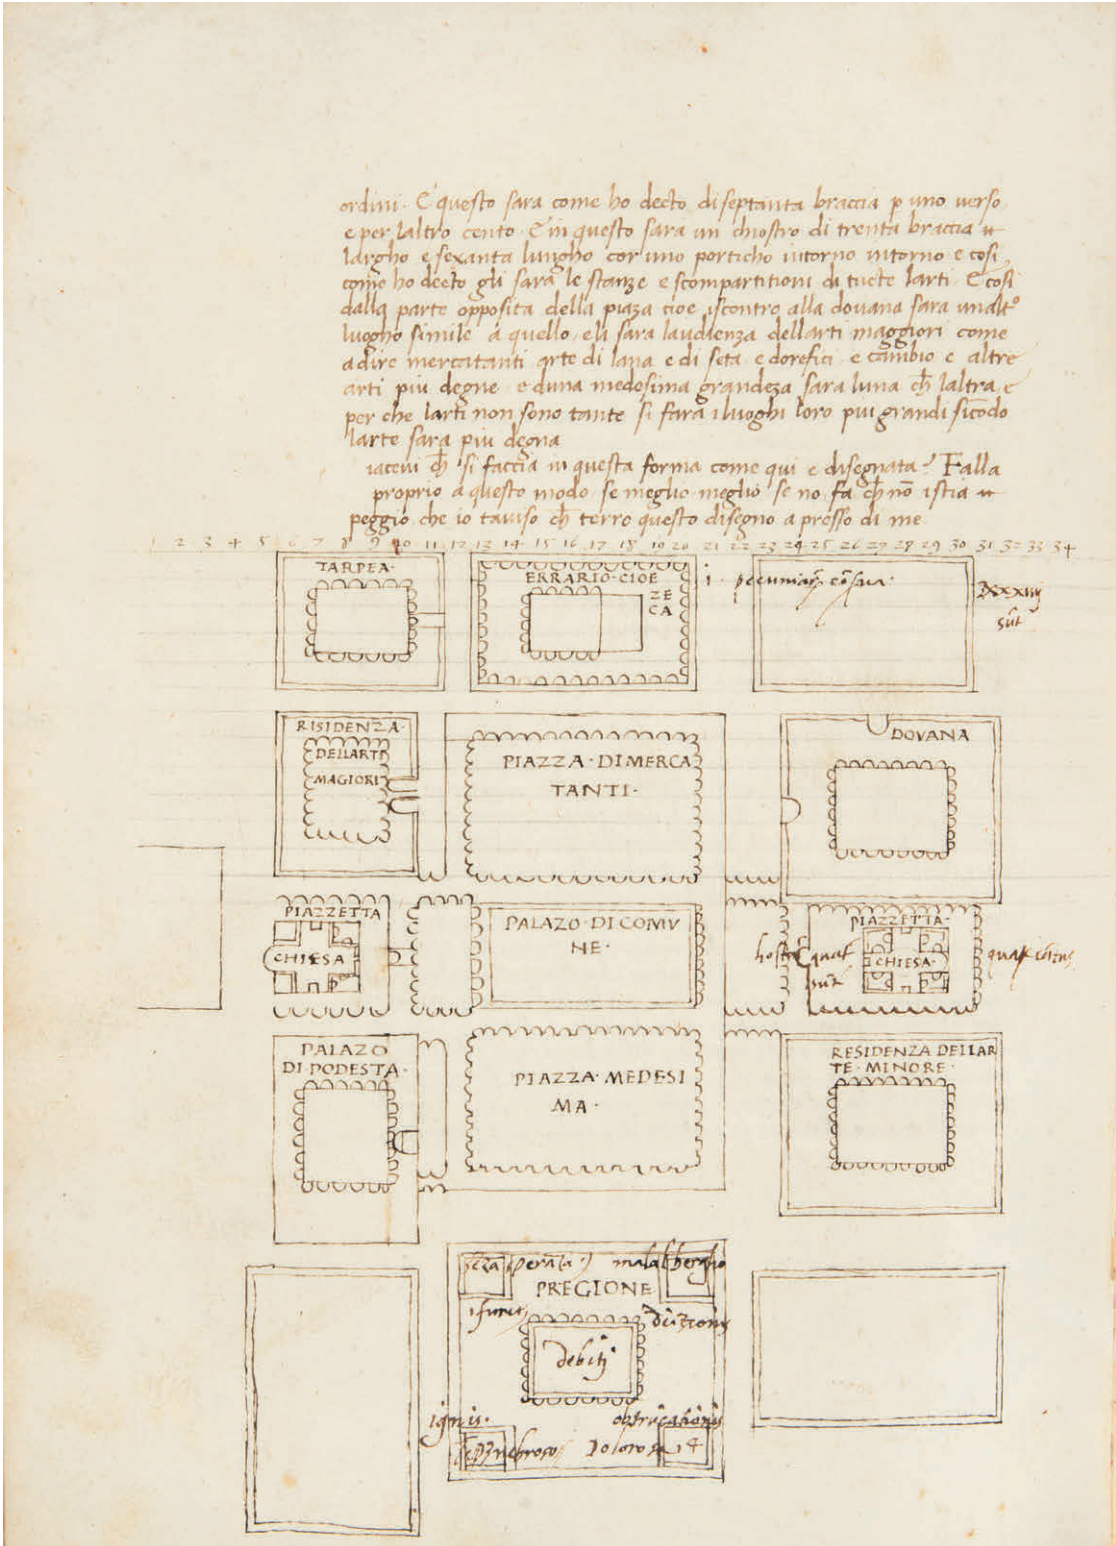 ordini · E questo sara come ho decto di septanta braccia p uno verso
e per laltro cento · E in questo sara un chiostro di trenta braccia
largho e sexanta lungho cor uno porticho intorno intorno e cosi
come ho decto gli sara le stanze e scompartitioni di tucte larti · E cosi
dalla parte opposita della piaza cioe iscontro alla dovana sara unaltº
luogho simile a quello e li sara laudienza dellarti maggiori come
a dire mercatanti arte di lana e di seta e dorefici e cambio e altre
arti piu degne e duna medesima grandeza sara luna ch̄ laltra e
per che larti non sono tante si fara i luoghi loro piu grandi sicōdo
larte sara piu degna
iacevi ch̄ si faccia in questa forma come qui e disegnata? Falla
proprio a questo modo se meglio meglio se no fa ch̄ nō istia
peggio che io taviso ch̄ terro questo disegno apresso di me
1 2 3 4 5 6 7 8 9 10 11 12 13 14 15 16 17 18 19 20 21 22 23 24 25 26 27 28 29 30 31 32 33 34
TARPEA·
ERRARIO·CIOE
ZE
CA
RISIDENZA·
DELLARTI
MAGIORI
PIAZZA·DI MERCA
TANTI·
DOVANA
PIAZZETTA
CHIESA
PALAZO·DI COMV
NE·
PIAZZETTA·
CHIESA·
PALAZO
DI·PODESTA·
PIAZZA·MEDESI
MA·
RESIDENZA DELLAR
TE·MINORE·
PREGIONE
ignis·